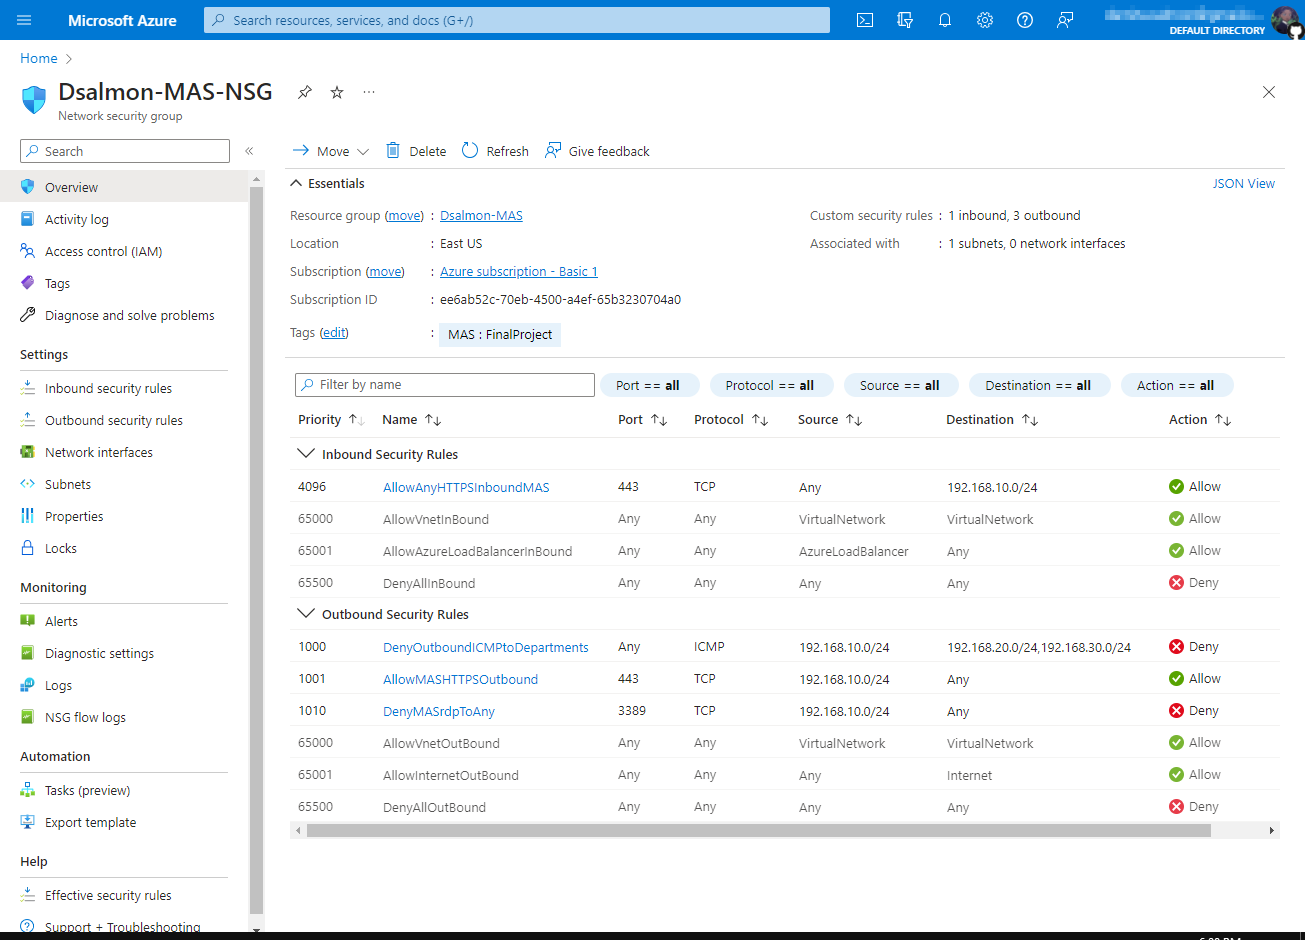 Microsoft Azure
Search resources, services, and docs (G+/)
DEFAULT DIRECTORY
Home
Dsalmon-MAS-NSG
Network security group
Search
Overview
Activity log
Access control (IAM)
Tags
Diagnose and solve problems
Settings
Inbound security rules
Outbound security rules
Network interfaces
Subnets
Properties
Locks
Monitoring
Alerts
Diagnostic settings
Logs
NSG flow logs
Automation
Tasks (preview)
Export template
Help
Effective security rules
Support + Troubleshooting
Move Delete Refresh Give feedback
Essentials JSON View
Resource group (move) : Dsalmon-MAS
Location : East US
Subscription (move) : Azure subscription - Basic 1
Subscription ID : ee6ab52c-70eb-4500-a4ef-65b3230704a0
Tags (edit) : MAS : FinalProject
Custom security rules : 1 inbound, 3 outbound
Associated with : 1 subnets, 0 network interfaces
Filter by name Port == all Protocol == all Source == all Destination == all Action == all
Priority Name Port Protocol Source Destination Action
Inbound Security Rules
4096 AllowAnyHTTPSInboundMAS 443 TCP Any 192.168.10.0/24 Allow
65000 AllowVnetInBound Any Any VirtualNetwork VirtualNetwork Allow
65001 AllowAzureLoadBalancerInBound Any Any AzureLoadBalancer Any Allow
65500 DenyAllInBound Any Any Any Any Deny
Outbound Security Rules
1000 DenyOutboundICMPtoDepartments Any ICMP 192.168.10.0/24 192.168.20.0/24,192.168.30.0/24 Deny
1001 AllowMASHTTPSOutbound 443 TCP 192.168.10.0/24 Any Allow
1010 DenyMASrdpToAny 3389 TCP 192.168.10.0/24 Any Deny
65000 AllowVnetOutBound Any Any VirtualNetwork VirtualNetwork Allow
65001 AllowInternetOutBound Any Any Any Internet Allow
65500 DenyAllOutBound Any Any Any Any Deny